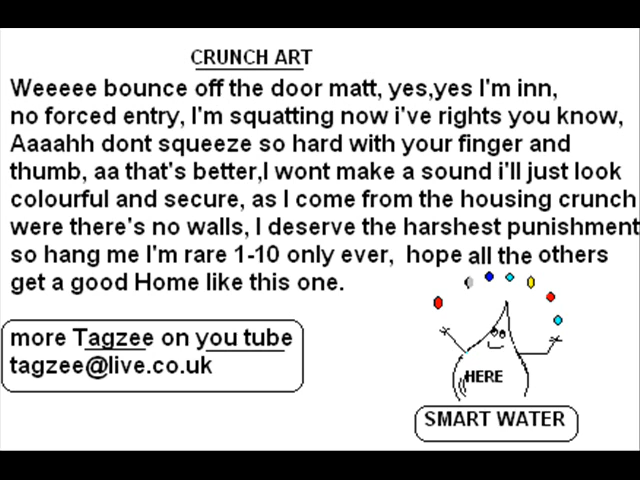 CRUNCH ART
Weeeee bounce off the door matt, yes,yes I'm inn,
no forced entry, I'm squatting now i've rights you know,
Aaaahh dont squeeze so hard with your finger and
thumb, aa that's better,I wont make a sound i'll just look
colourful and secure, as I come from the housing crunch
were there's no walls, I deserve the harshest punishment
so hang me I'm rare 1-10 only ever, hope all the others
get a good Home like this one.
more Tagzee on you tube
tagzee@live.co.uk
HERE
SMART WATER